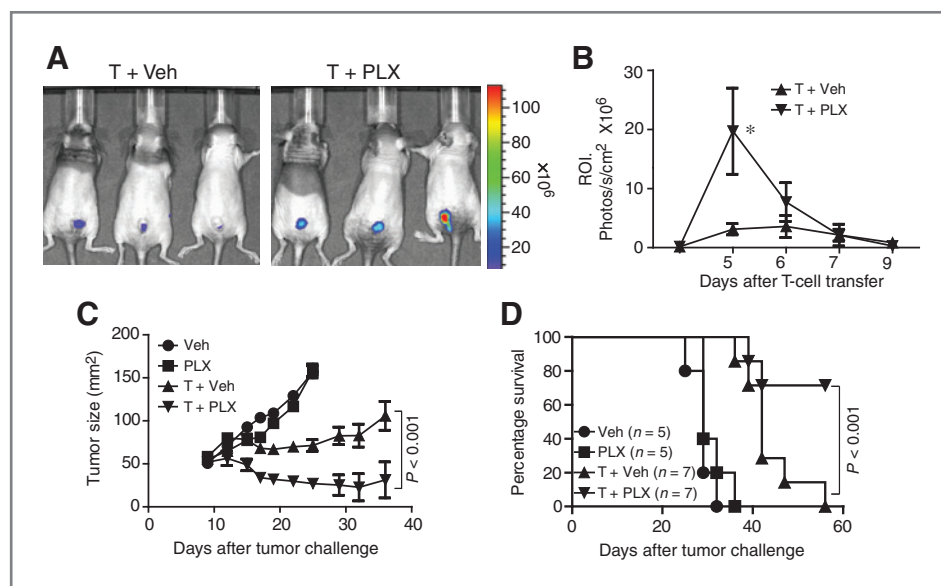 A
T + Veh
T + PLX
100
80
60
40
20
×10⁶
B
ROI.
Photos/s/cm² X10⁶
30
20
10
0
*
T + Veh
T + PLX
5
6
7
9
Days after T-cell transfer
C
Tumor size (mm²)
200
150
100
50
0
Veh
PLX
T + Veh
T + PLX
P < 0.001
0
10
20
30
40
Days after tumor challenge
D
Percentage survival
100
80
60
40
20
0
Veh (n = 5)
PLX (n = 5)
T + Veh (n = 7)
T + PLX (n = 7)
P < 0.001
0
20
40
60
Days after tumor challenge